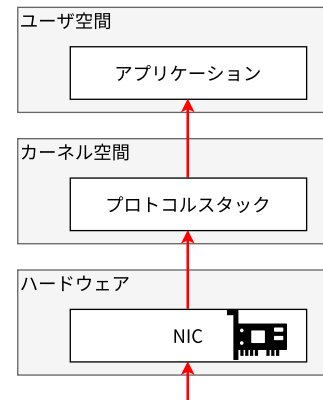 ユーザ空間
アプリケーション
カーネル空間
プロトコルスタック
ハードウェア
NIC